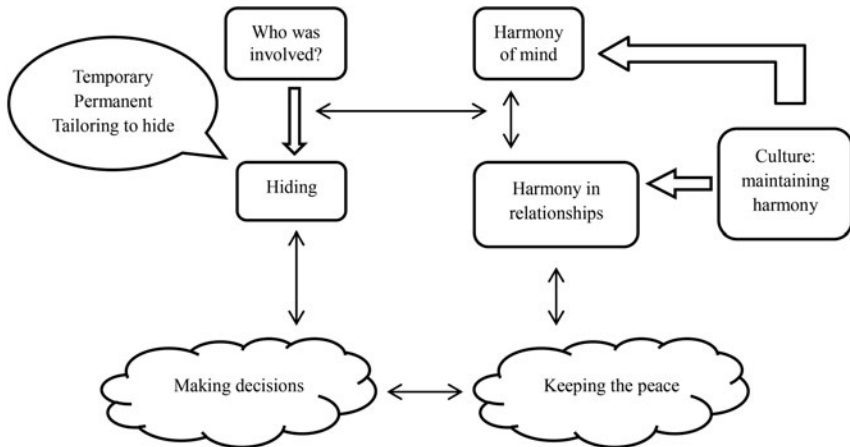 Who was
involved?
Harmony
of mind
Temporary
Permanent
Tailoring to hide
Hiding
Harmony in
relationships
Culture:
maintaining
harmony
Making decisions
Keeping the peace